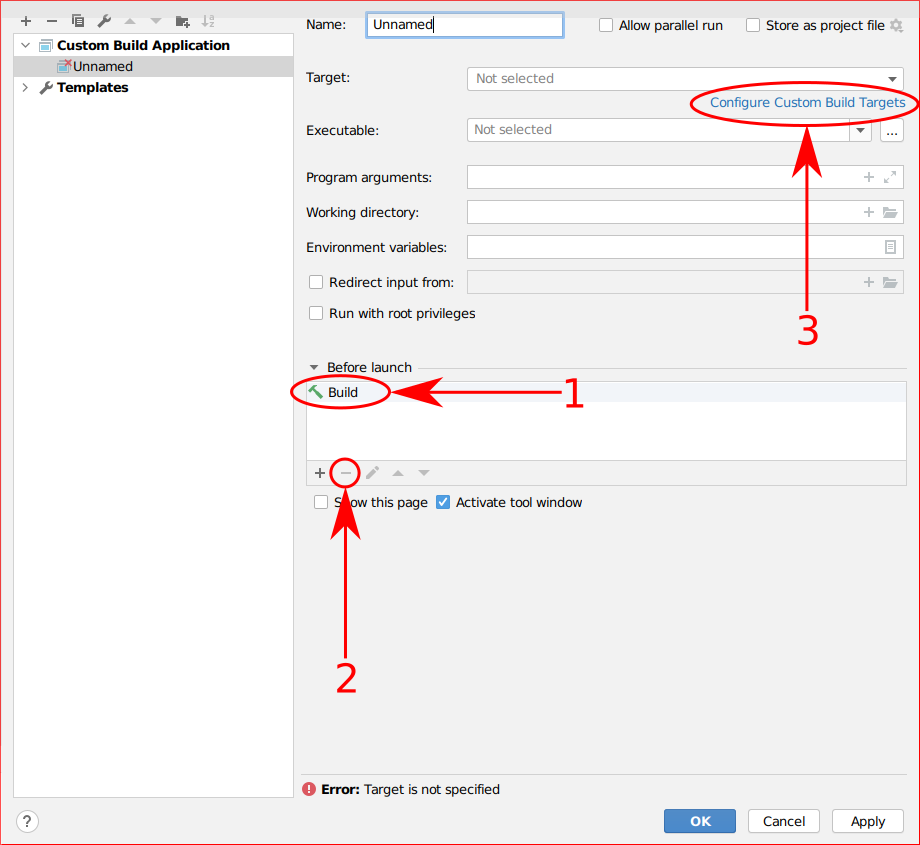 Name: Unnamed Allow parallel run Store as project file
Custom Build Application
Unnamed
Templates
Target: Not selected
Configure Custom Build Targets
Executable: Not selected ...
Program arguments:
Working directory:
Environment variables:
Redirect input from:
Run with root privileges
3
Before launch
Build
1
Show this page Activate tool window
2
Error: Target is not specified
? OK Cancel Apply